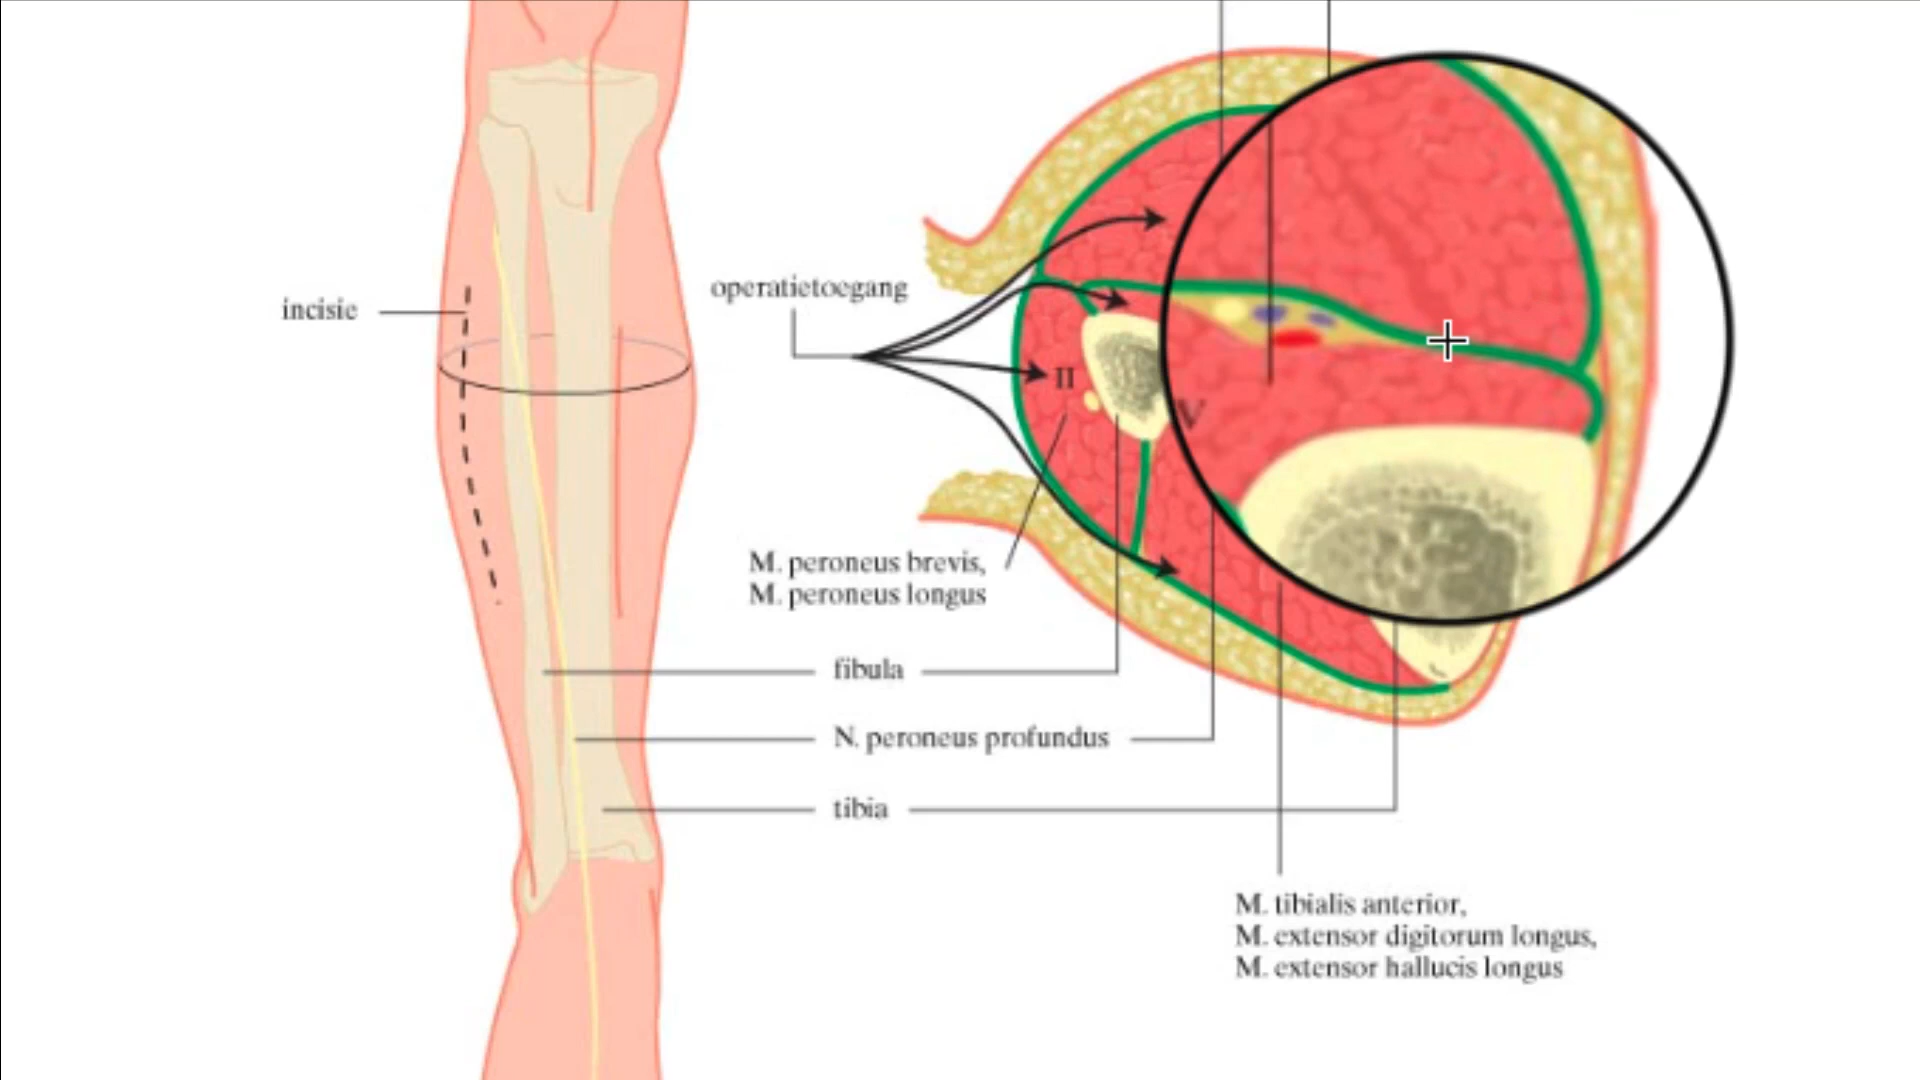 operatietoegang
incisie
II
V
M. peroneus brevis,
M. peroneus longus
fibula
N. peroneus profundus
tibia
M. tibialis anterior,
M. extensor digitorum longus,
M. extensor hallucis longus